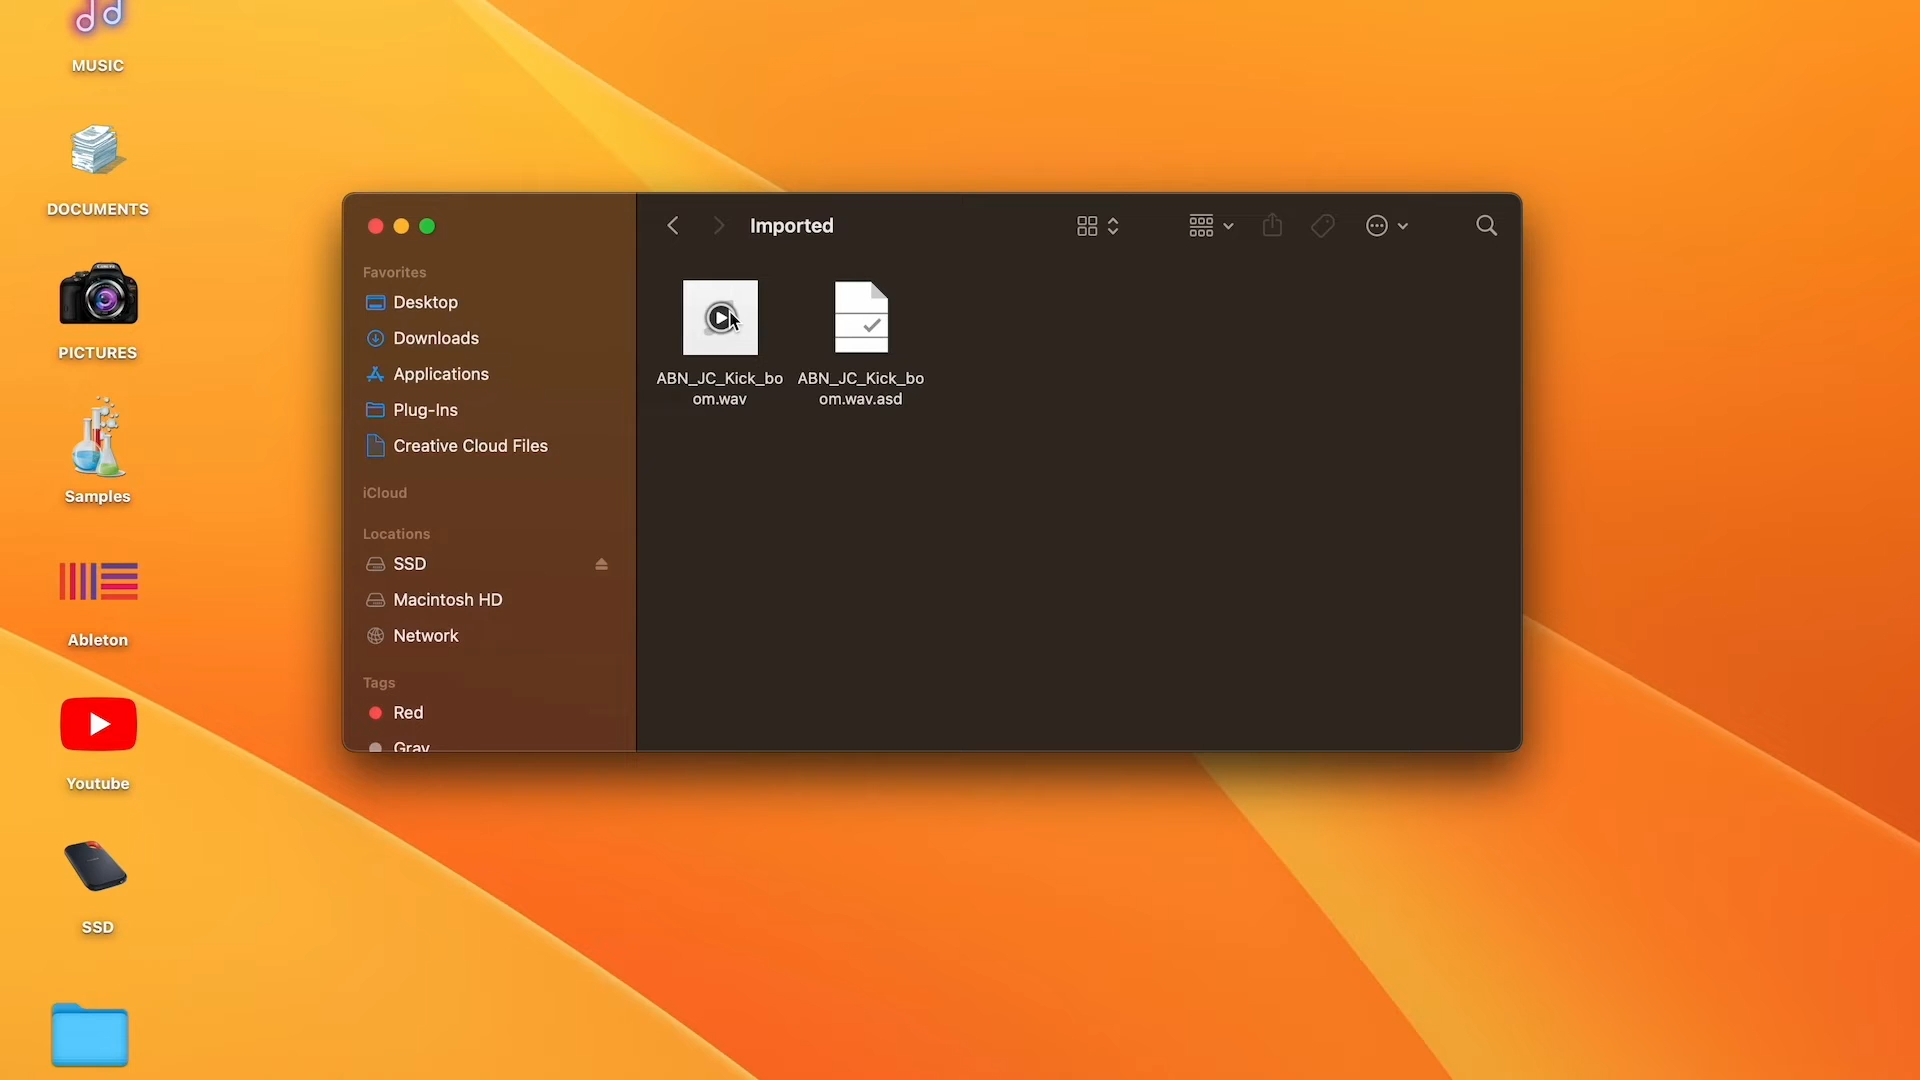 MUSIC
DOCUMENTS
PICTURES
Samples
Ableton
Youtube
SSD
Favorites
Desktop
Downloads
Applications
Plug-Ins
Creative Cloud Files
iCloud
Locations
SSD
Macintosh HD
Network
Tags
Red
Gray
Imported
ABN_JC_Kick_bo
om.wav
ABN_JC_Kick_bo
om.wav.asd